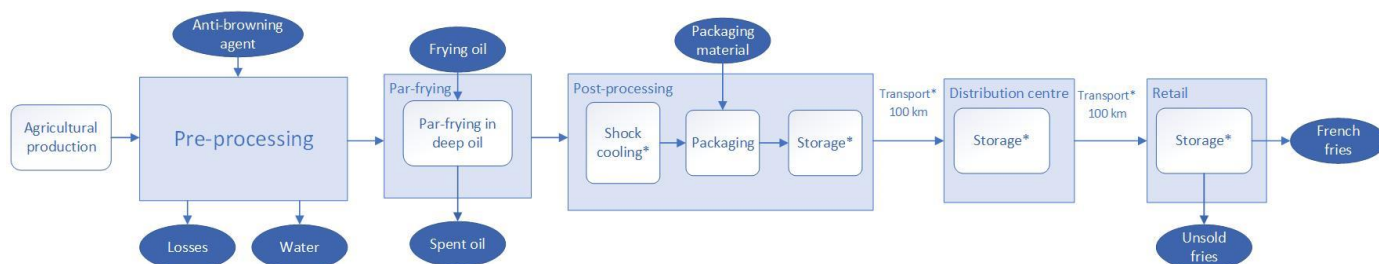 Anti-browning
agent
Frying oil
Packaging
material
Agricultural
production
Pre-processing
Par-frying
Par-frying in
deep oil
Post-processing
Shock
cooling*
Packaging
Storage*
Transport*
100 km
Distribution centre
Storage*
Transport*
100 km
Retail
Storage*
French
fries
Losses
Water
Spent oil
Unsold
fries